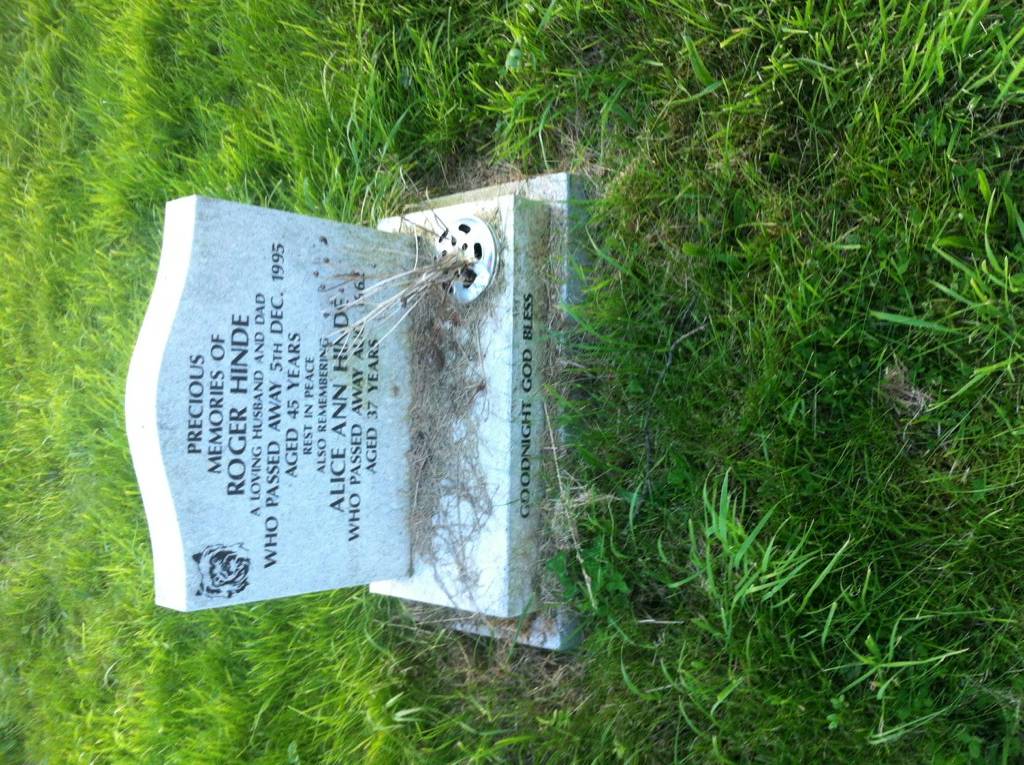 PRECIOUS
MEMORIES OF
ROGER HINDE
A LOVING HUSBAND AND DAD
WHO PASSED AWAY 5TH DEC. 1995
AGED 45 YEARS
REST IN PEACE
ALSO REMEMBERING
ALICE ANN HINDE
WHO PASSED AWAY
AGED 37 YEARS
GOODNIGHT GOD BLESS